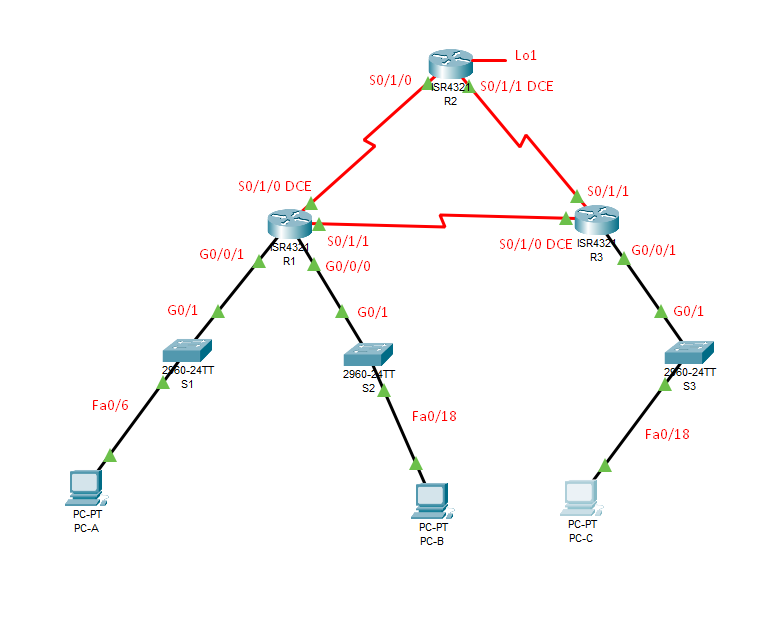 Lo1
S0/1/0
S0/1/1 DCE
ISR4321
R2
S0/1/0 DCE
S0/1/1
ISR4321
R1
S0/1/1
S0/1/0 DCE
ISR4321
R3
G0/0/1
G0/0/0
G0/0/1
G0/1
G0/1
G0/1
2960-24TT
S1
2960-24TT
S2
2960-24TT
S3
Fa0/6
Fa0/18
Fa0/18
PC-PT
PC-A
PC-PT
PC-B
PC-PT
PC-C